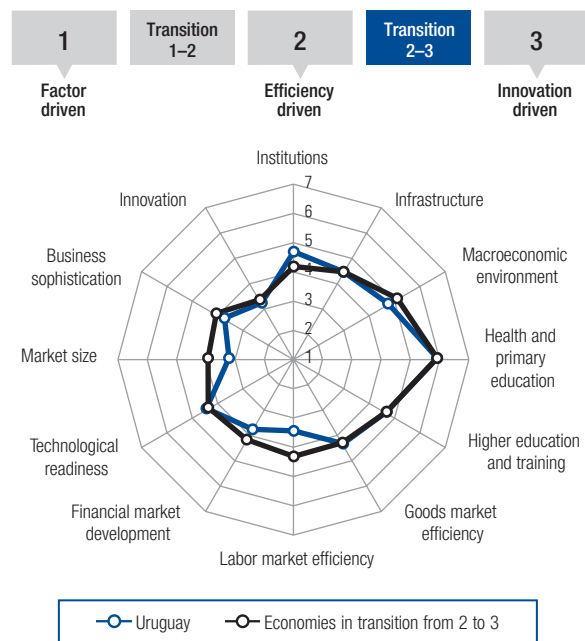 1
Transition
1–2
2
Transition
2–3
3
Factor
driven
Efficiency
driven
Innovation
driven
Institutions
Innovation
Infrastructure
Business
sophistication
Macroeconomic
environment
Market size
Health and
primary
education
Technological
readiness
Higher education
and training
Financial market
development
Goods market
efficiency
Labor market efficiency
7
6
5
4
3
2
1
Uruguay
Economies in transition from 2 to 3